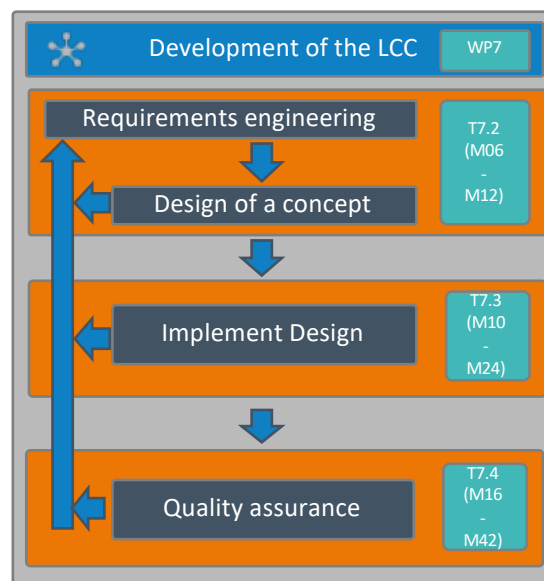 Development of the LCC
WP7
Requirements engineering
T7.2
(M06
-
M12)
Design of a concept
Implement Design
T7.3
(M10
-
M24)
Quality assurance
T7.4
(M16
-
M42)